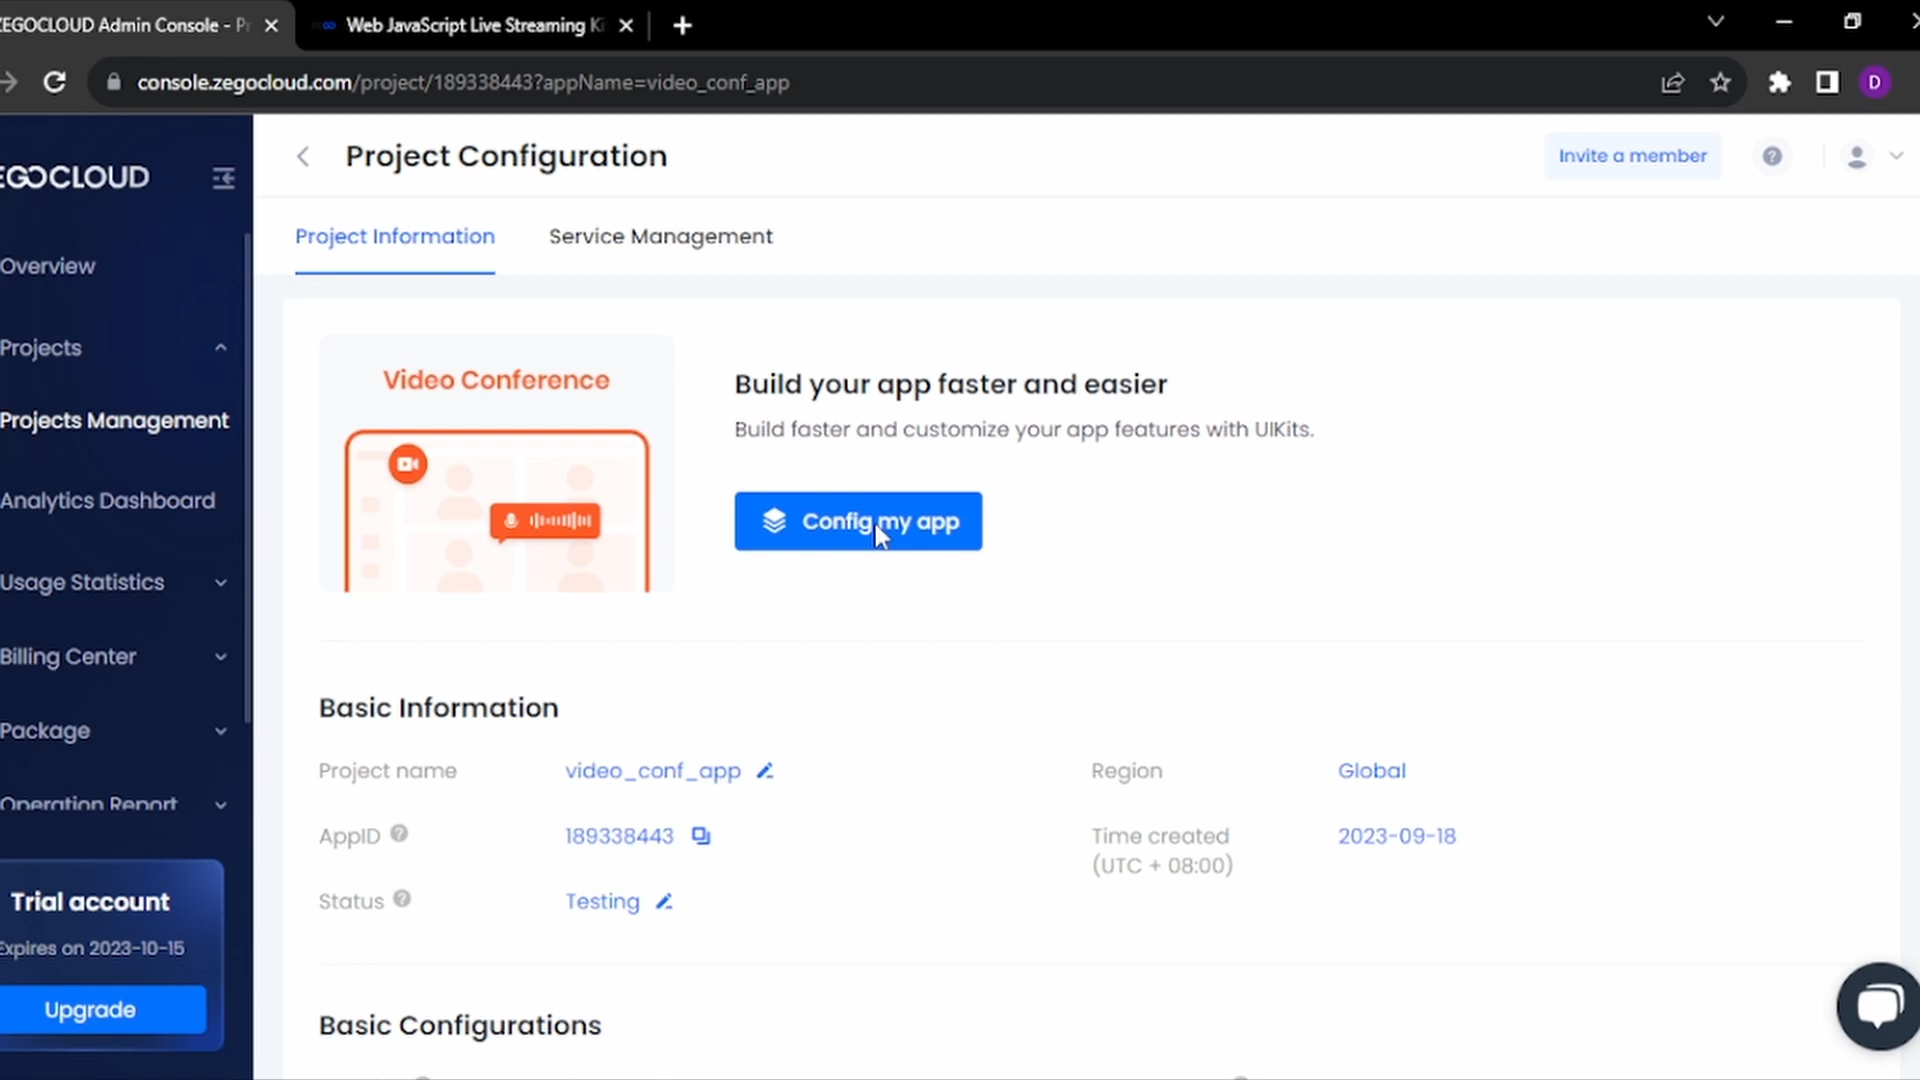 ZEGOCLOUD Admin Console - Pr
Web JavaScript Live Streaming Ki
console.zegocloud.com/project/189338443?appName=video_conf_app
D
EGOCLOUD
Project Configuration
Invite a member
Project Information
Service Management
Overview
Projects
Projects Management
Analytics Dashboard
Usage Statistics
Billing Center
Package
Operation Report
Trial account
Expires on 2023-10-15
Upgrade
Video Conference
Build your app faster and easier
Build faster and customize your app features with UIKits.
Config my app
Basic Information
Project name video_conf_app
Region Global
AppID 189338443
Time created 2023-09-18
(UTC + 08:00)
Status Testing
Basic Configurations